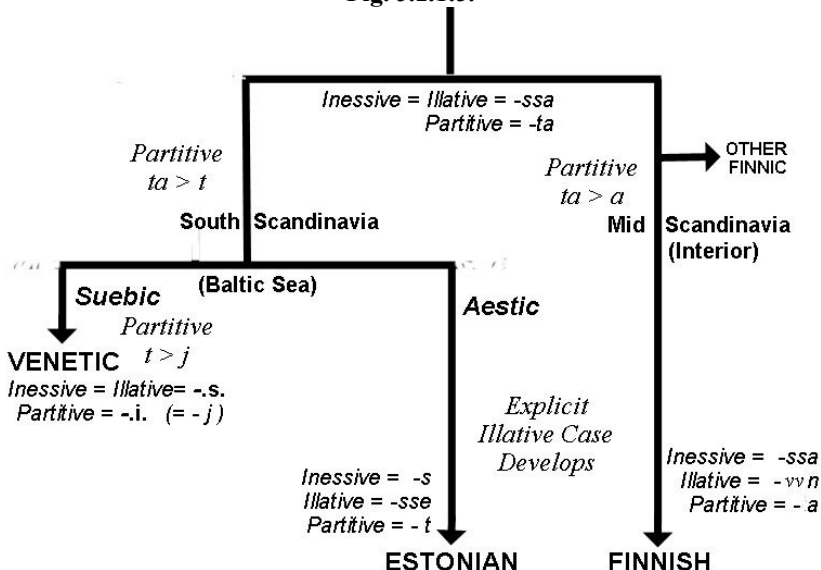 Inessive = Illative = -ssa
Partitive = -ta
OTHER
FINNIC
Partitive
ta > t
Partitive
ta > a
South Scandinavia
Mid Scandinavia
(Interior)
(Baltic Sea)
Suebic
Aestic
Partitive
t > j
VENETIC
Inessive = Illative= -.s.
Partitive = -.i. (= - j )
Explicit
Illative Case
Develops
Inessive = -s
Illative = -sse
Partitive = - t
Inessive = -ssa
Illative = - vv n
Partitive = - a
ESTONIAN
FINNISH